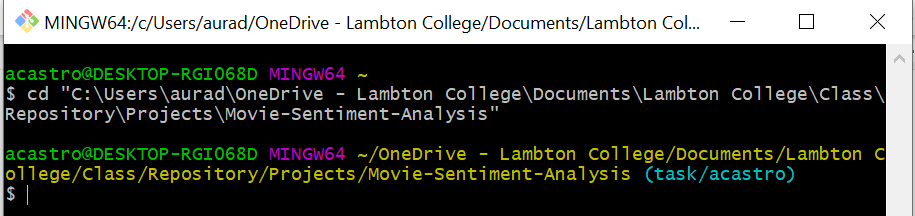 MINGW64:/c/Users/aurad/OneDrive - Lambton College/Documents/Lambton Col...
acastro@DESKTOP-RGIO68D MINGW64 ~
$ cd "C:\Users\aurad\OneDrive - Lambton College\Documents\Lambton College\Class\
Repository\Projects\Movie-Sentiment-Analysis"
acastro@DESKTOP-RGIO68D MINGW64 ~/OneDrive - Lambton College/Documents/Lambton C
ollege/Class/Repository/Projects/Movie-Sentiment-Analysis (task/acastro)
$